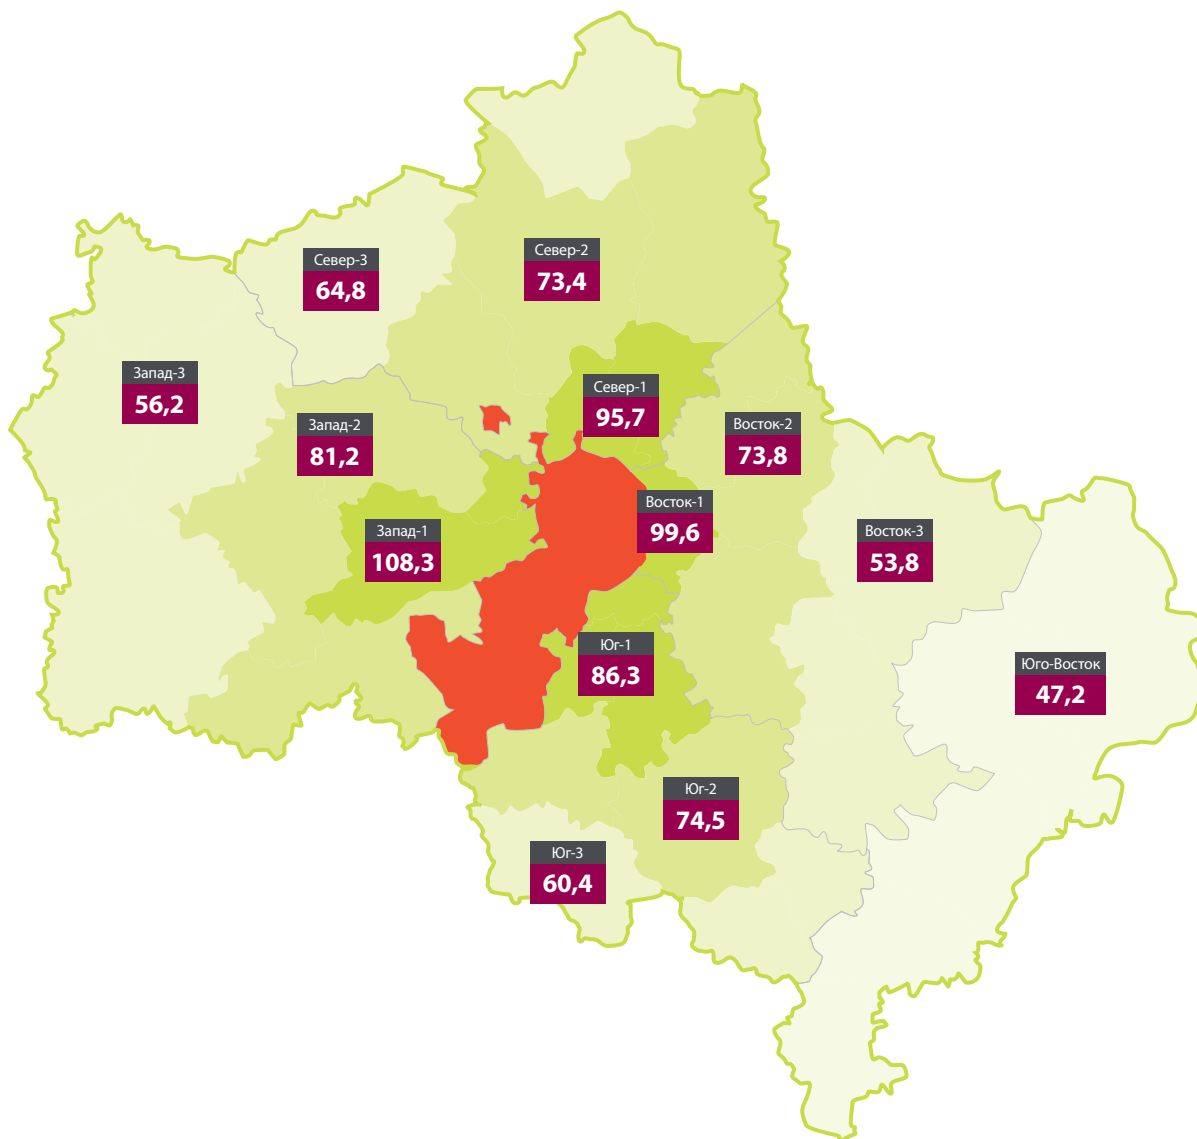 Север-2
73,4
Север-3
64,8
Запад-3
56,2
Север-1
95,7
Запад-2
81,2
Восток-2
73,8
Восток-1
99,6
Запад-1
108,3
Восток-3
53,8
Юг-1
86,3
Юго-Восток
47,2
Юг-2
74,5
Юг-3
60,4